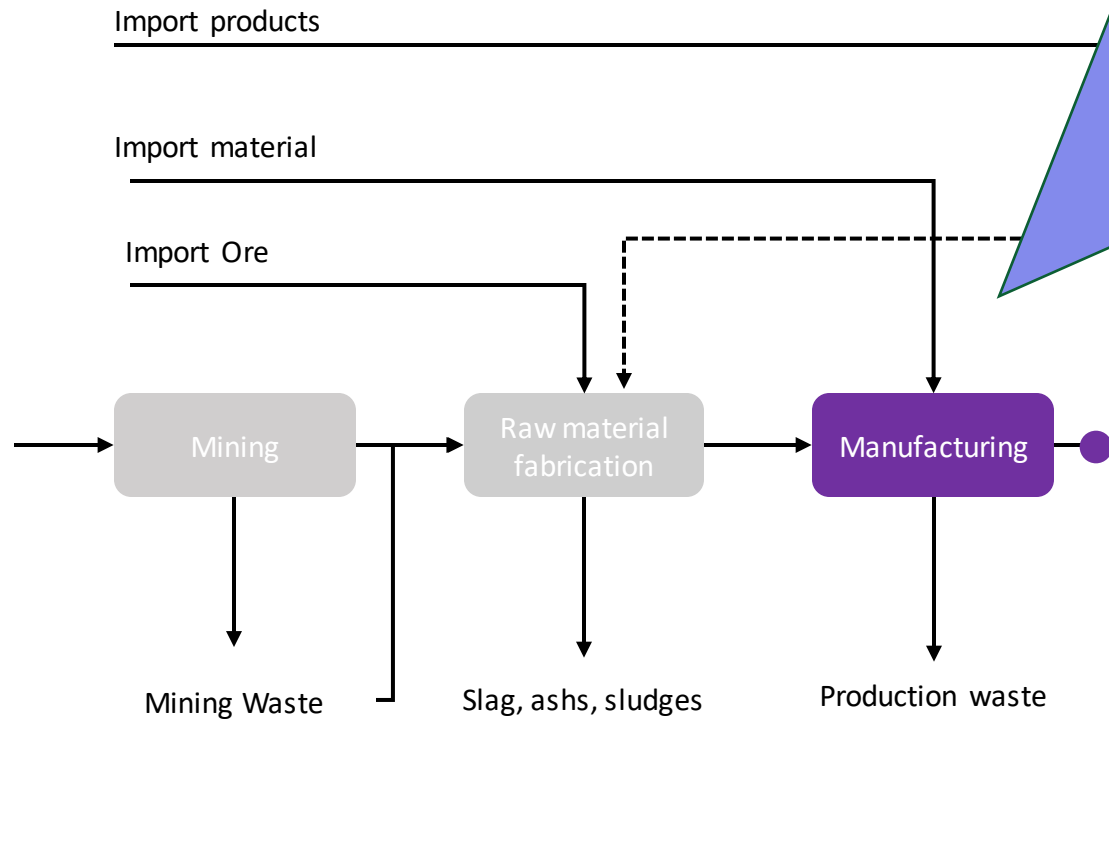 Import products
Import material
Import Ore
Mining
Raw material
fabrication
Manufacturing
Mining Waste
Slag, ashs, sludges
Production waste